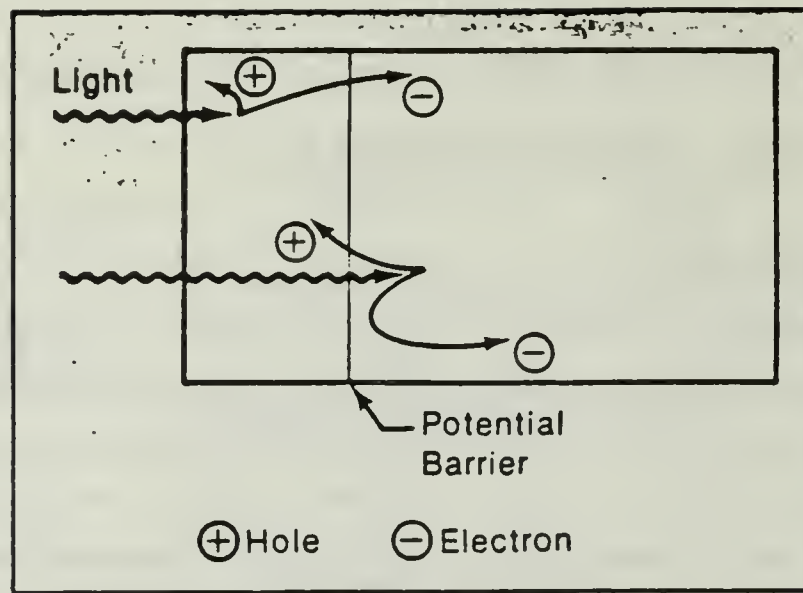 Light
+
−
+
−
Potential
Barrier
+ Hole
− Electron